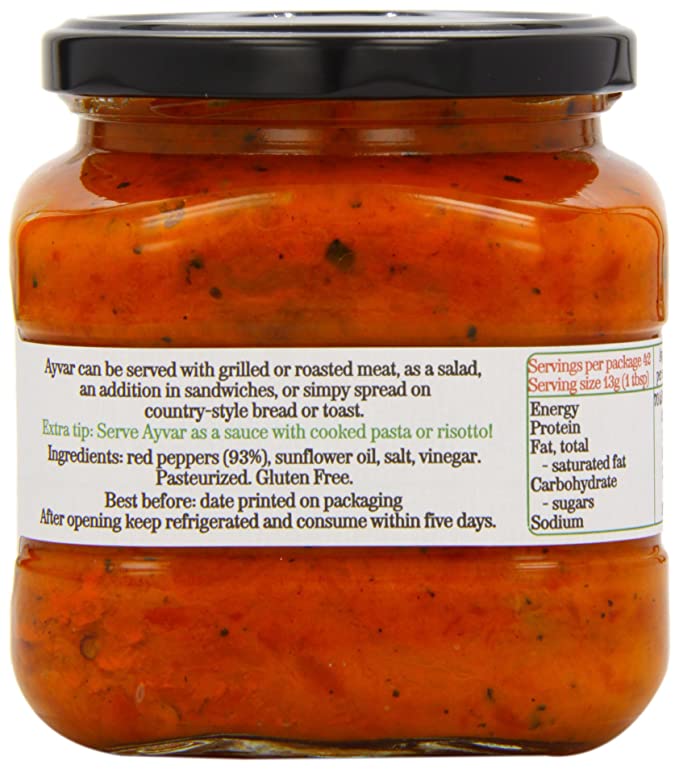 Ayvar can be served with grilled or roasted meat, as a salad,
an addition in sandwiches, or simpy spread on
country-style bread or toast.
Extra tip: Serve Ayvar as a sauce with cooked pasta or risotto!
Ingredients: red peppers (93%), sunflower oil, salt, vinegar.
Pasteurized. Gluten Free.
Best before: date printed on packaging
After opening keep refrigerated and consume within five days.
Servings per package 42
Serving size 13g (1 tbsp)
Energy
Protein
Fat, total
- saturated fat
Carbohydrate
- sugars
Sodium